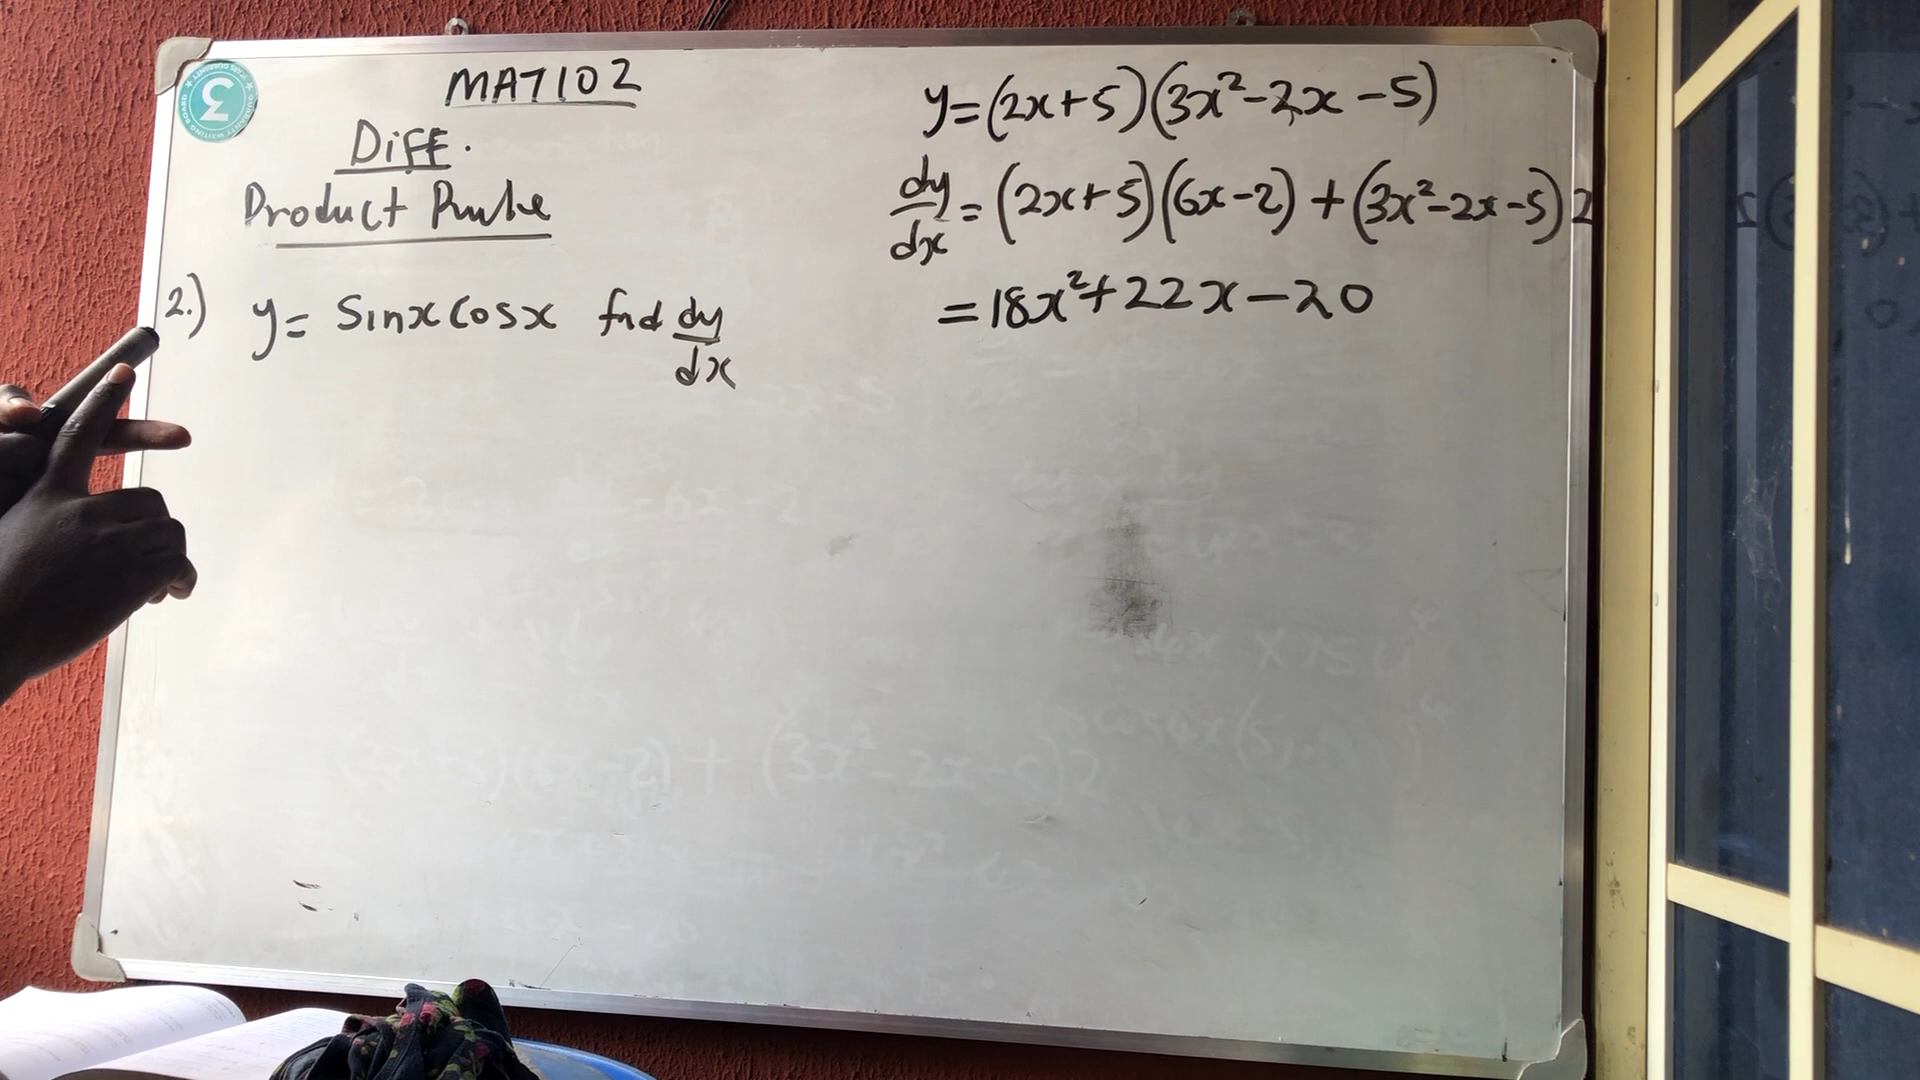 MAT102
Diff.
Product Rule
2.) y = Sinx Cosx fnd dy/dx
y=(2x+5)(3x²-2x-5)
dy/dx = (2x+5)(6x-2)+(3x²-2x-5)2
=18x²+22x-20